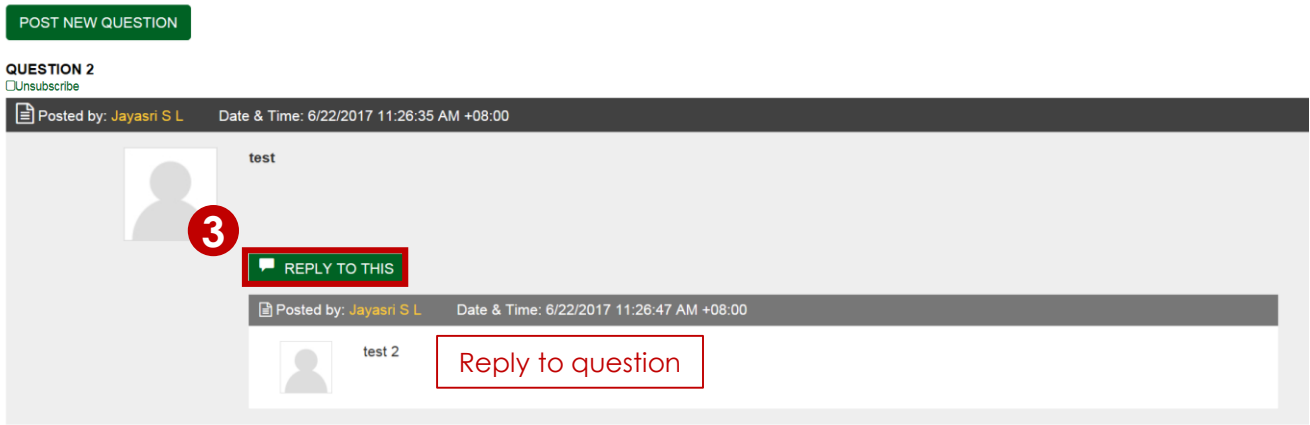 POST NEW QUESTION
QUESTION 2
Unsubscribe
Posted by: Jayasri S L Date & Time: 6/22/2017 11:26:35 AM +08:00
test
3
REPLY TO THIS
Posted by: Jayasri S L Date & Time: 6/22/2017 11:26:47 AM +08:00
test 2
Reply to question